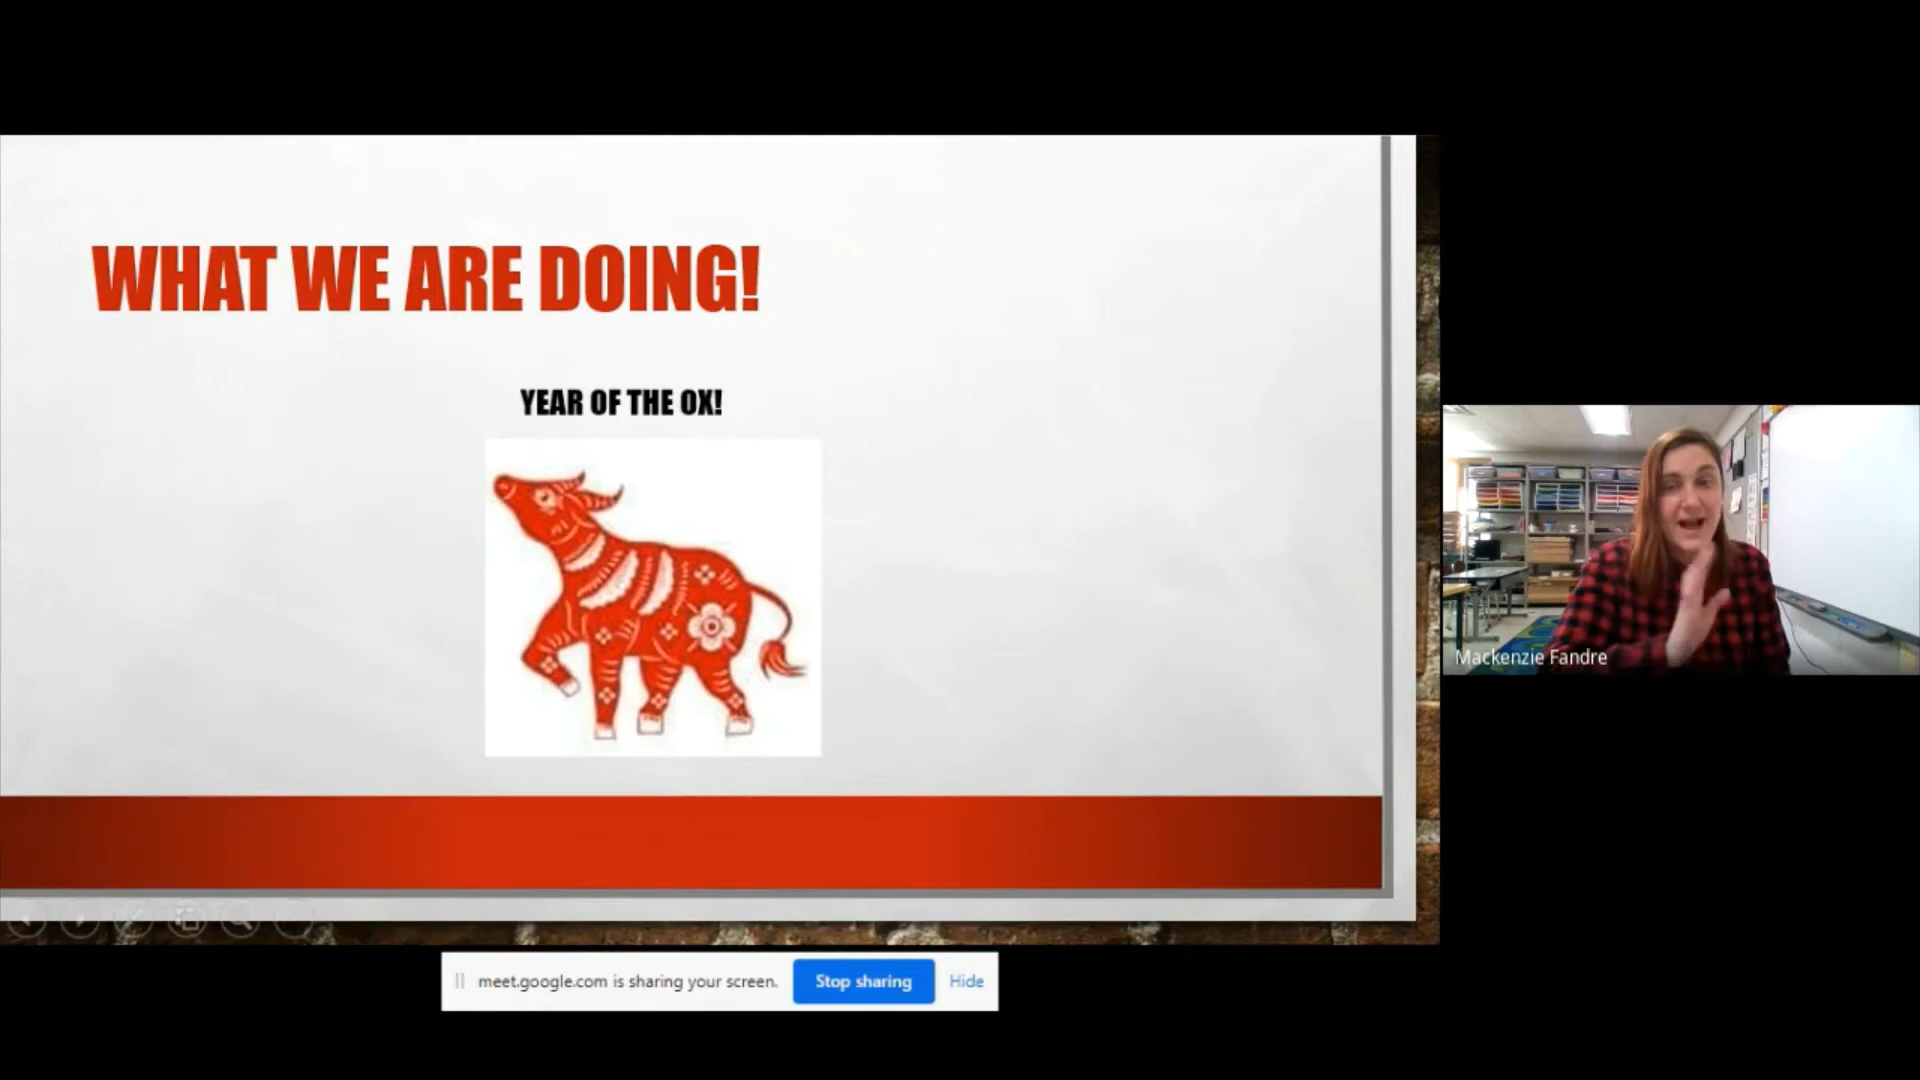 WHAT WE ARE DOING!
YEAR OF THE OX!
Mackenzie Fandre
meet.google.com is sharing your screen.
Stop sharing
Hide